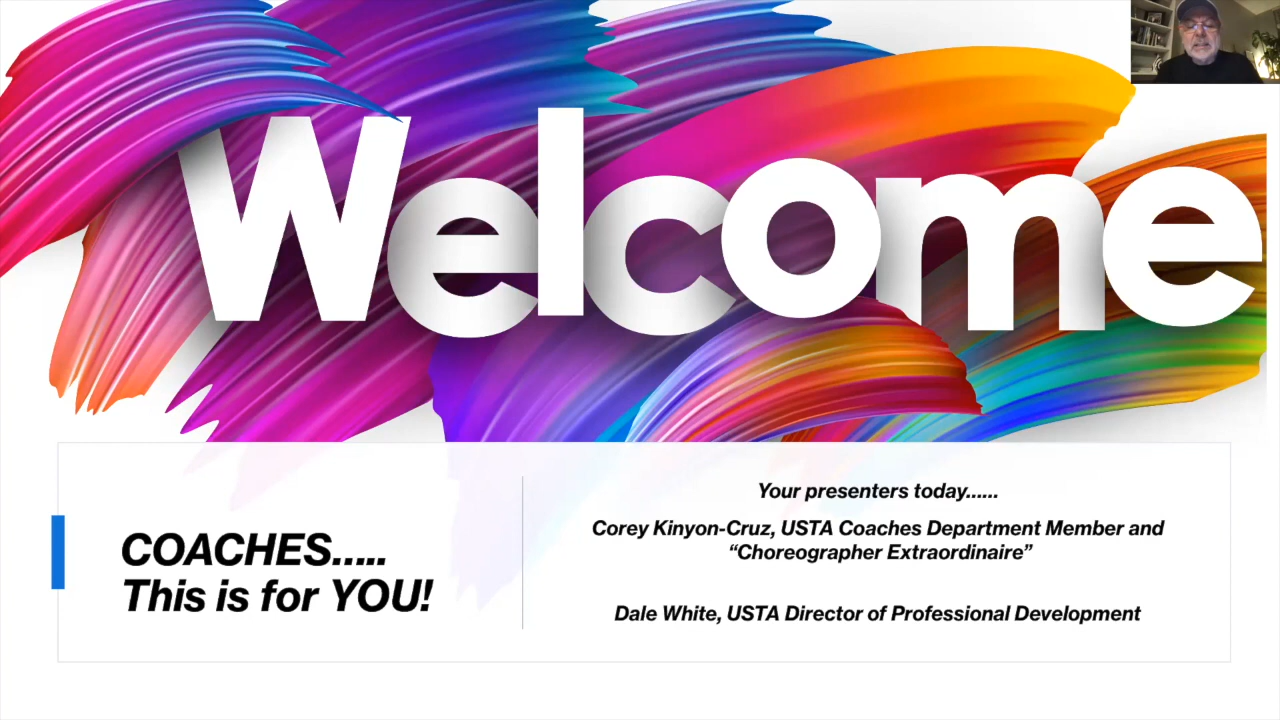 Welcome
COACHES.....
This is for YOU!
Your presenters today......
Corey Kinyon-Cruz, USTA Coaches Department Member and
“Choreographer Extraordinaire”
Dale White, USTA Director of Professional Development